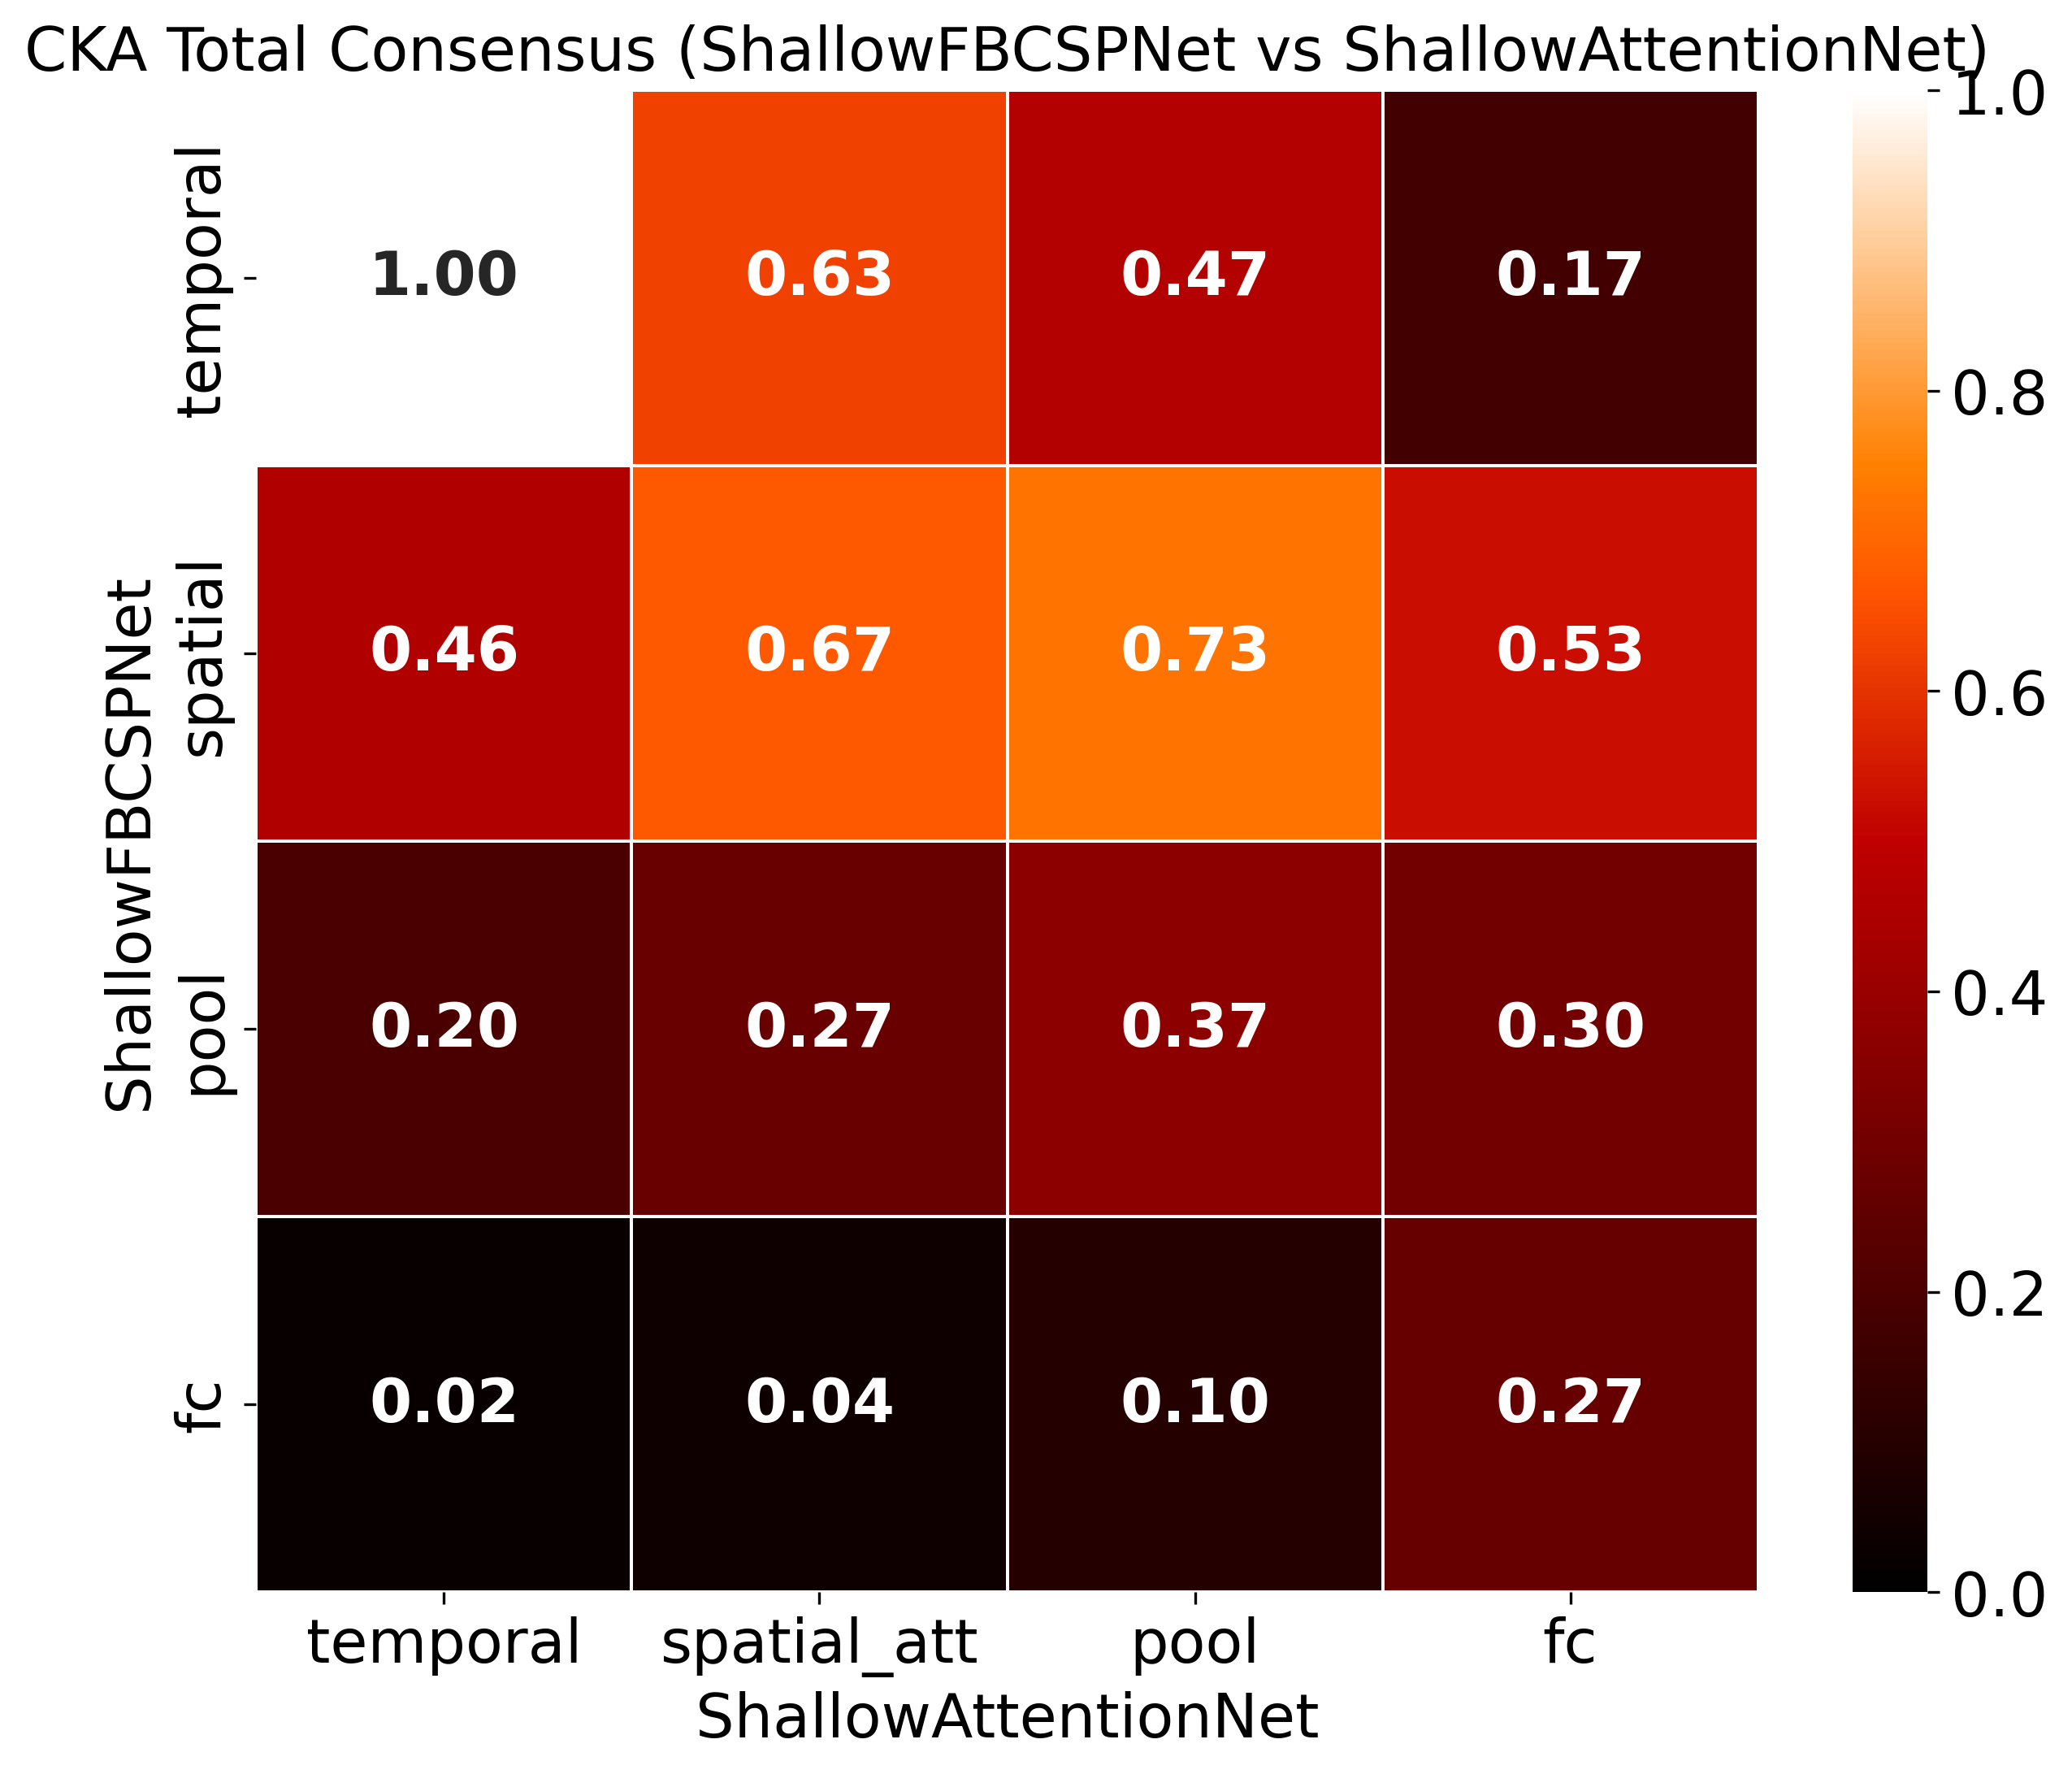 CKA Total Consensus (ShallowFBCSPNet vs ShallowAttentionNet)
ShallowFBCSPNet
temporal
1.00 0.63 0.47 0.17
spatial
0.46 0.67 0.73 0.53
pool
0.20 0.27 0.37 0.30
fc
0.02 0.04 0.10 0.27
temporal spatial_att pool fc
ShallowAttentionNet
1.0
0.8
0.6
0.4
0.2
0.0